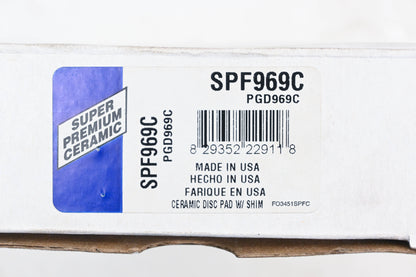 SUPER
PREMIUM
CERAMIC
SPF969C
PGD969C
SPF969C
PGD969C
8 29352 22911 8
MADE IN USA
HECHO IN USA
FARIQUE EN USA
CERAMIC DISC PAD W/ SHIM FO3451SPFC